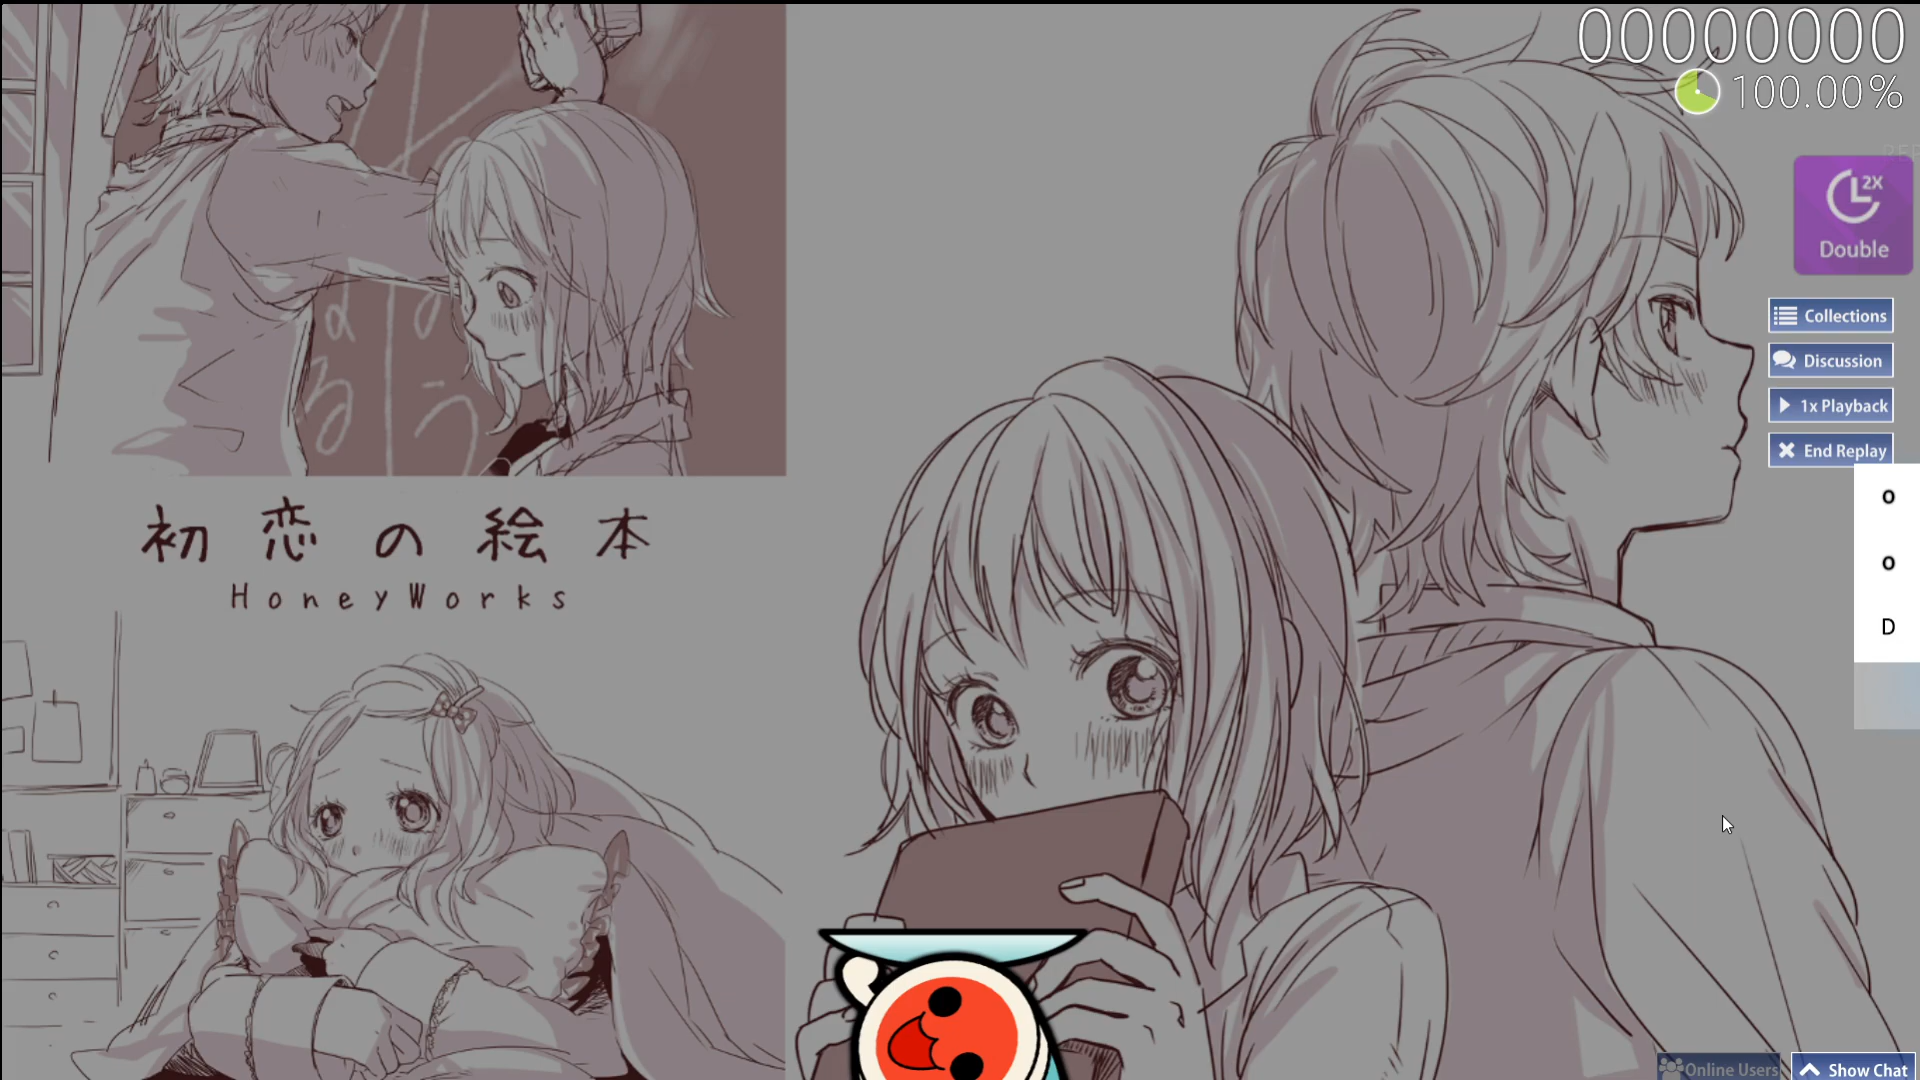 00000000
100.00%
2X
Double
Collections
Discussion
1x Playback
End Replay
o
o
D
初恋の絵本
HoneyWorks
Online Users
Show Chat